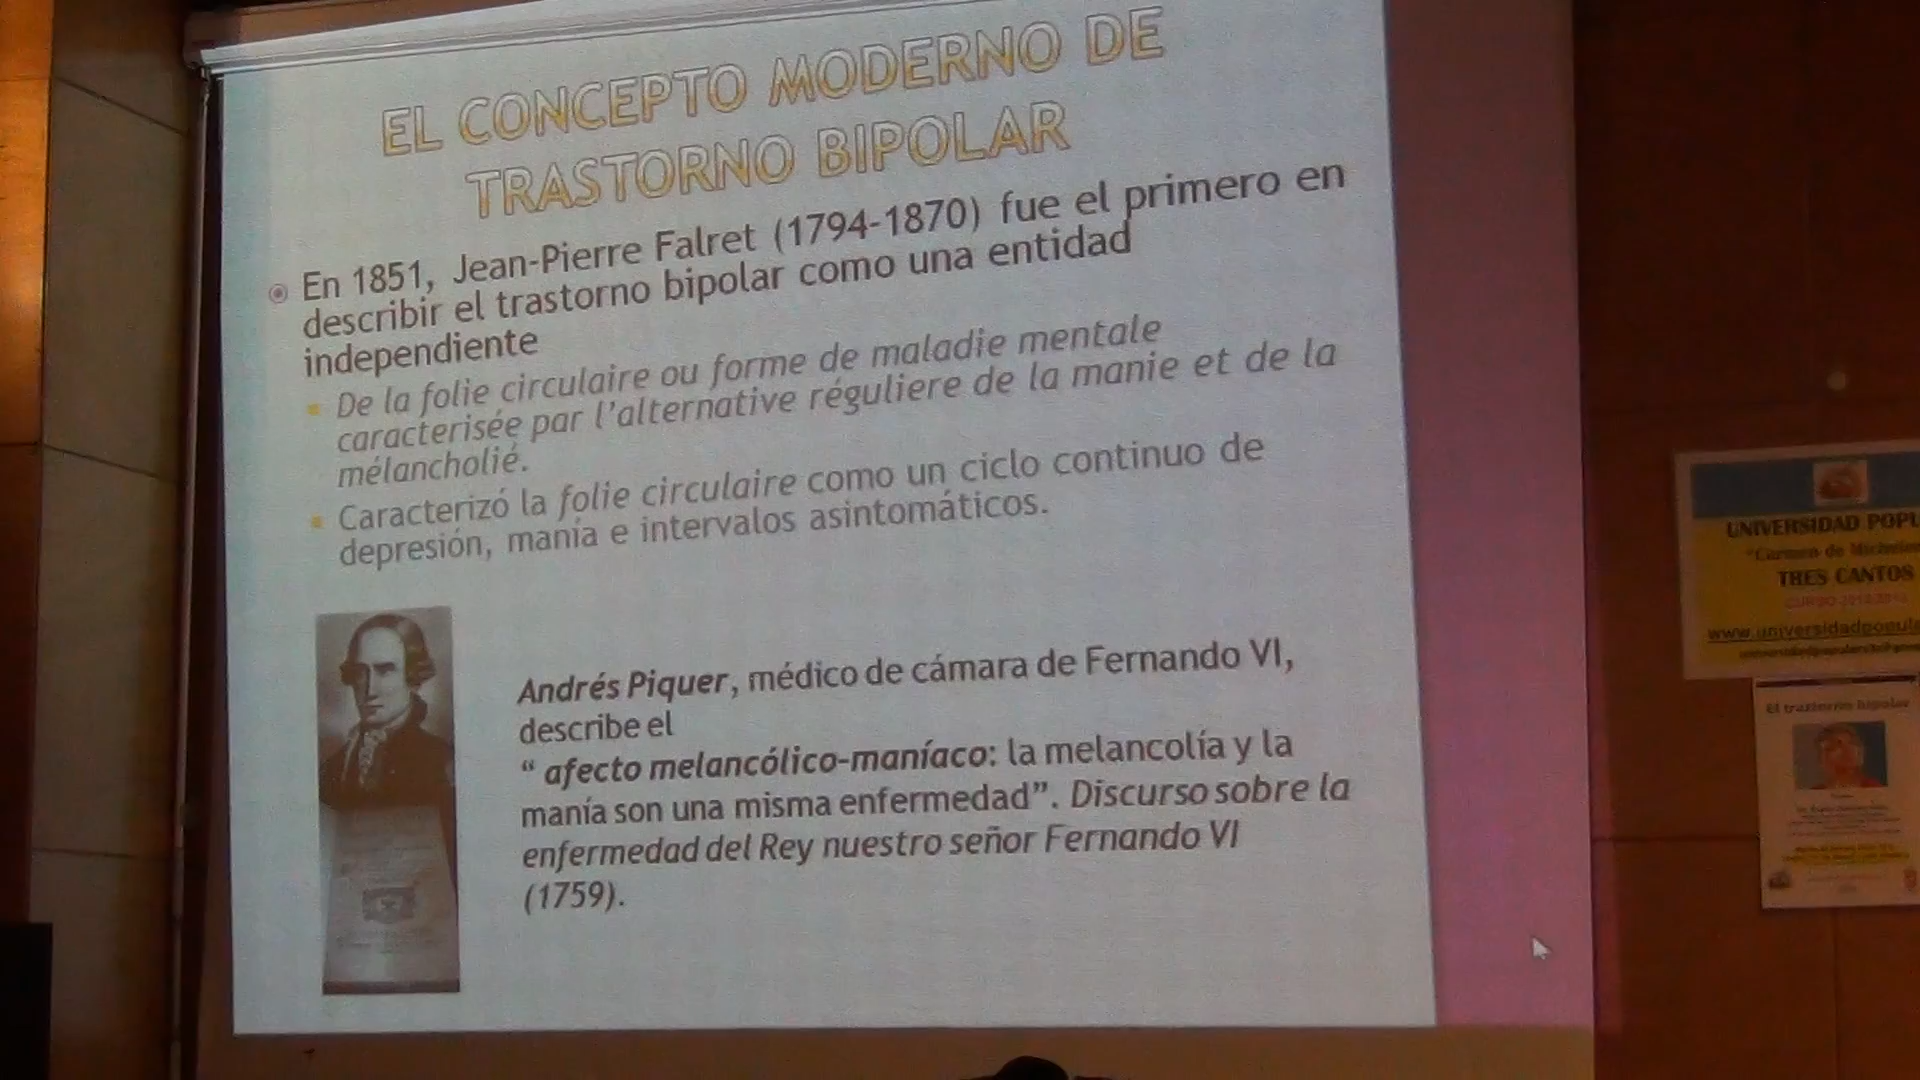 EL CONCEPTO MODERNO DE
TRASTORNO BIPOLAR
En 1851, Jean-Pierre Falret (1794-1870) fue el primero en
describir el trastorno bipolar como una entidad
independiente
De la folie circulaire ou forme de maladie mentale
caracterisée par l'alternative réguliere de la manie et de la
mélancholié.
Caracterizó la folie circulaire como un ciclo continuo de
depresión, manía e intervalos asintomáticos.
Andrés Piquer, médico de cámara de Fernando VI,
describe el
“ afecto melancólico-maníaco: la melancolía y la
manía son una misma enfermedad”. Discurso sobre la
enfermedad del Rey nuestro señor Fernando VI
(1759).
UNIVERSIDAD POPU
"Carmen de
TRES CANTOS
CURSO
www.universidadpopula
El trastorno bipolar